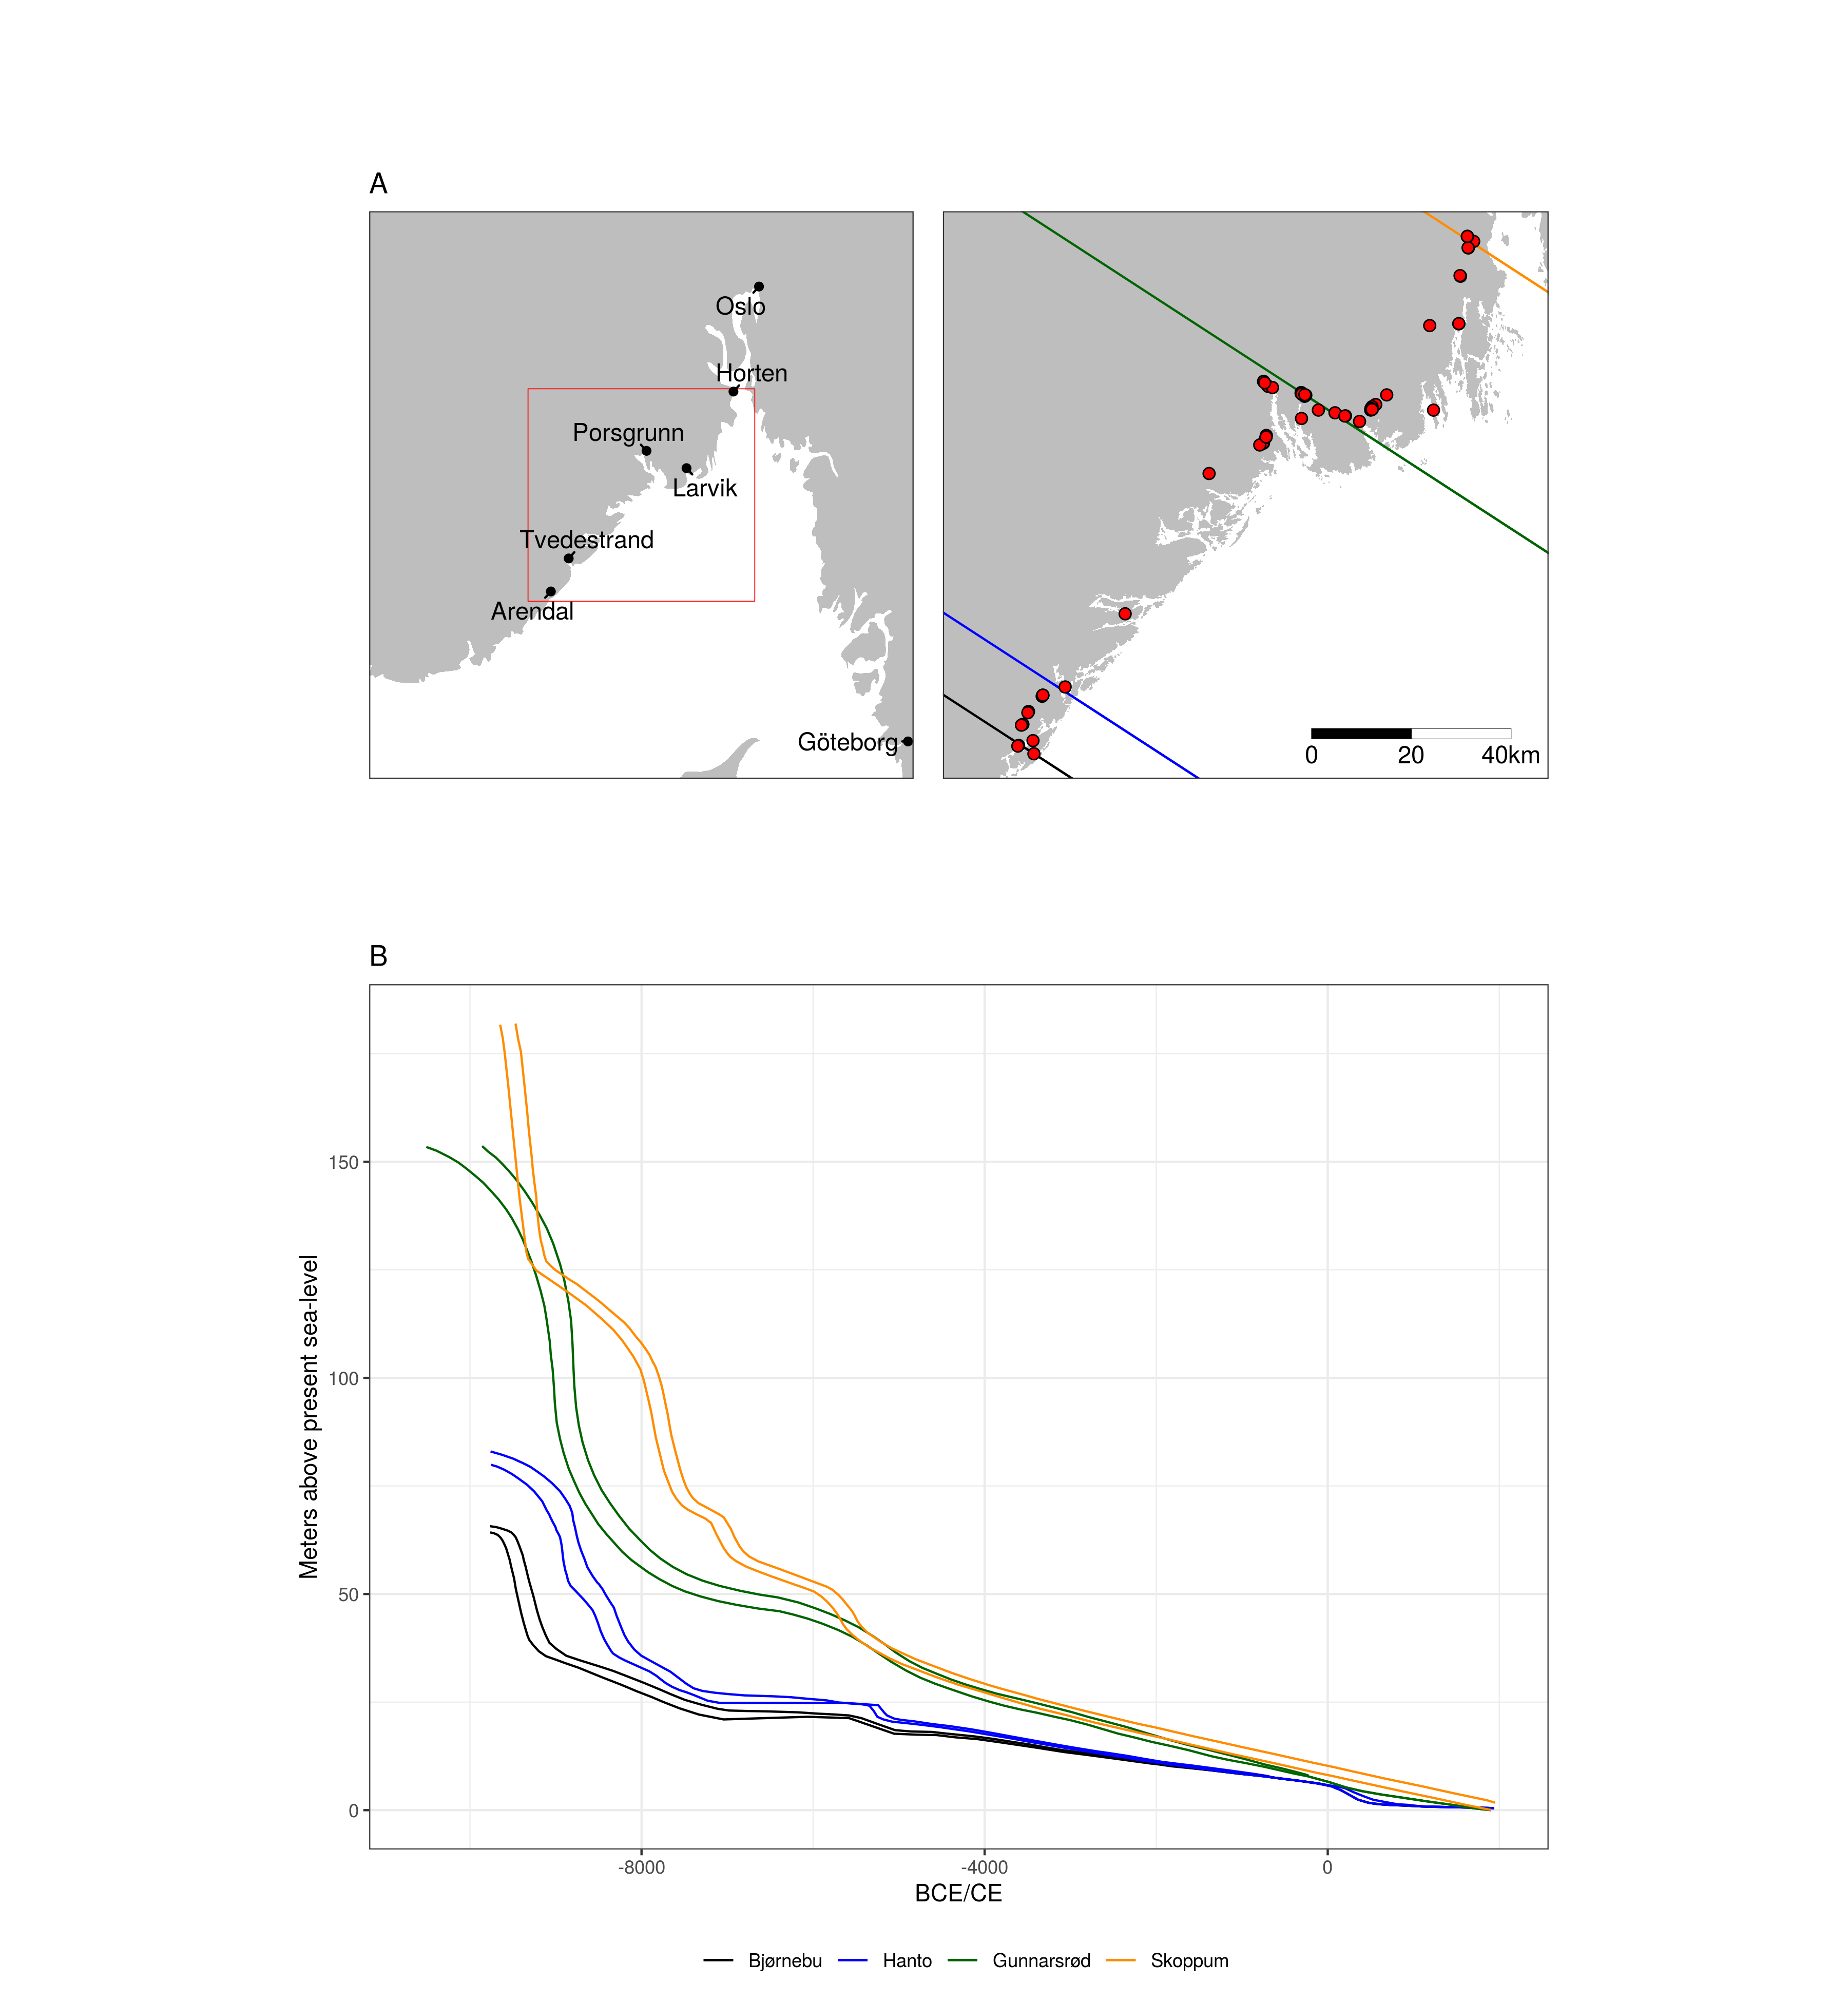 A
Oslo
Horten
Porsgrunn
Larvik
Tvedestrand
Arendal
Göteborg
0 20 40km
B
Meters above present sea-level
150
100
50
0
-8000 -4000 0
BCE/CE
Bjørnebu Hanto Gunnarsrød Skoppum